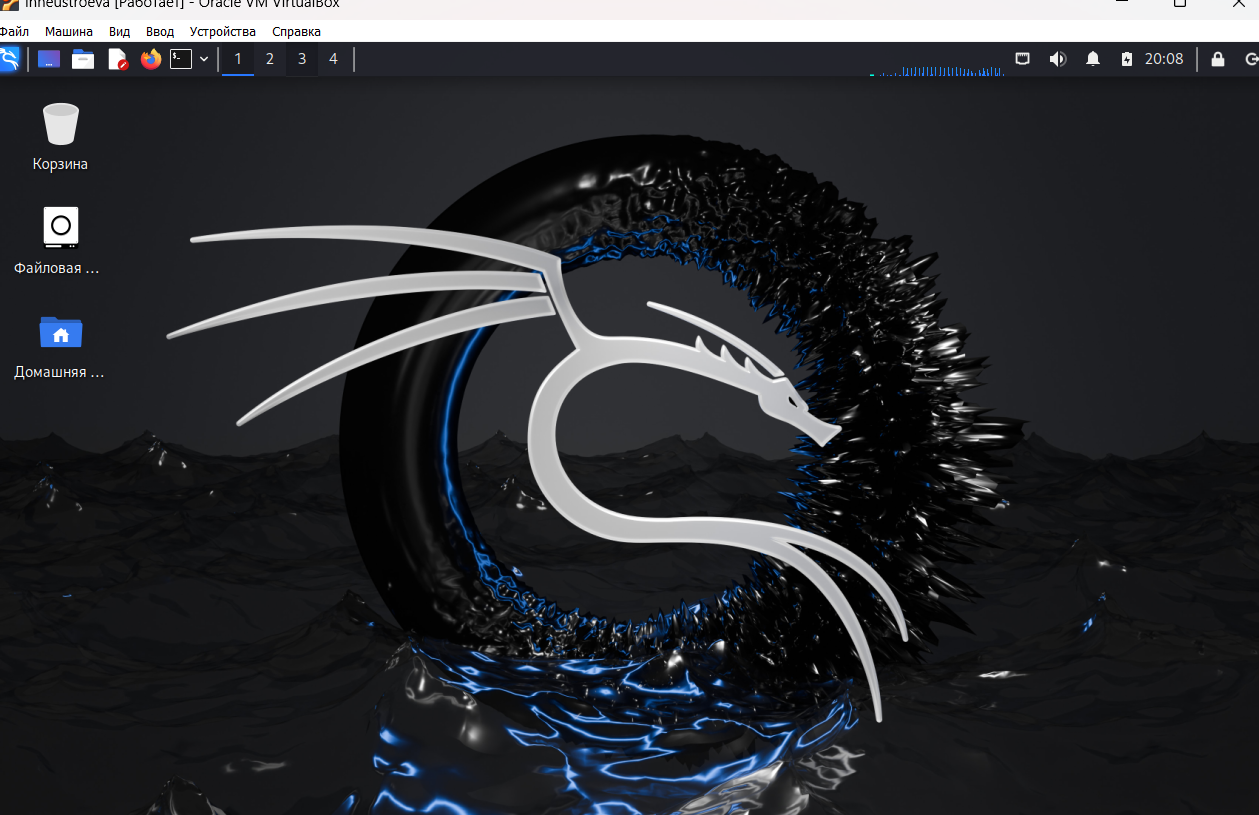 inneustroeva [Работает] - Oracle VM VirtualBox
Файл Машина Вид Ввод Устройства Справка
1 2 3 4 20:08
Корзина
Файловая ...
Домашняя ...